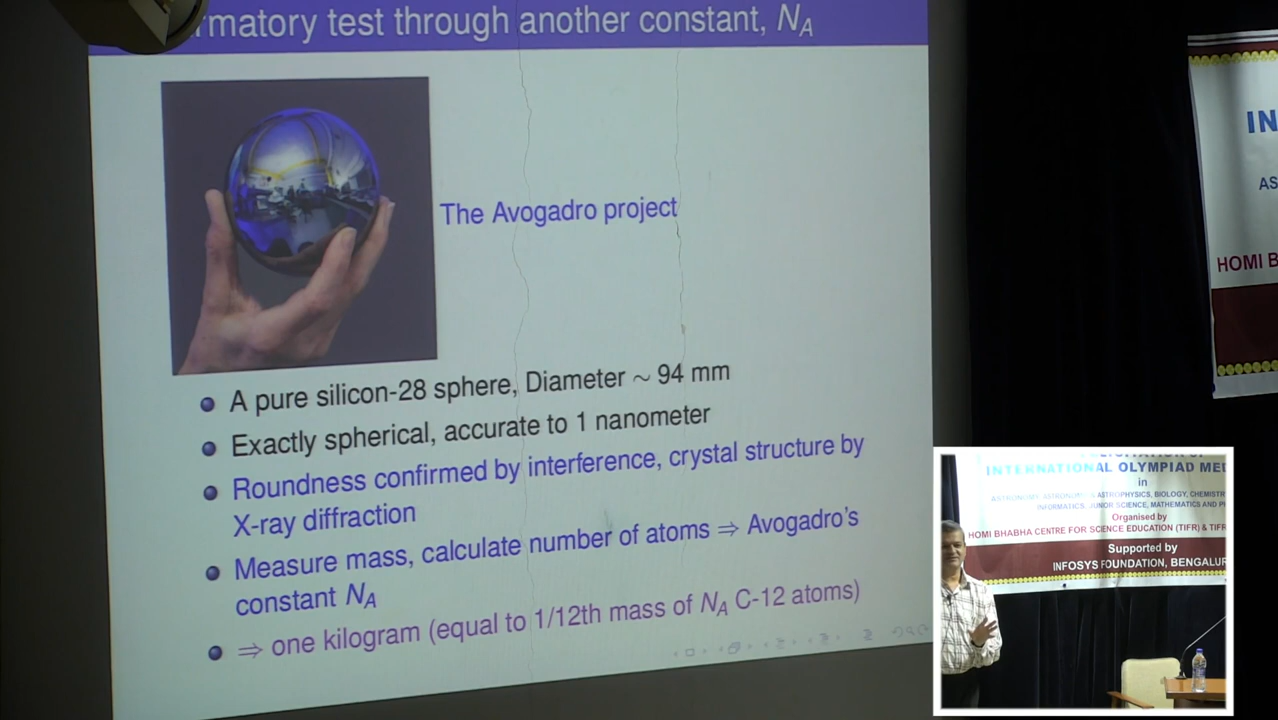 rmatory test through another constant, NA
The Avogadro project
A pure silicon-28 sphere, Diameter ∼ 94 mm
Exactly spherical, accurate to 1 nanometer
Roundness confirmed by interference, crystal structure by
X-ray diffraction
Measure mass, calculate number of atoms ⇒ Avogadro's
constant NA
⇒ one kilogram (equal to 1/12th mass of NA C-12 atoms)
IN
AS
HOMI B
INTERNATIONAL OLYMPIAD MED
in
ASTRONOMY, ASTROPHYSICS, BIOLOGY, CHEMISTR
INFORMATICS, JUNIOR SCIENCE, MATHEMATICS AND P
Organised by
HOMI BHABHA CENTRE FOR SCIENCE EDUCATION (TIFR) & TIFR
Supported by
INFOSYS FOUNDATION, BENGALUR